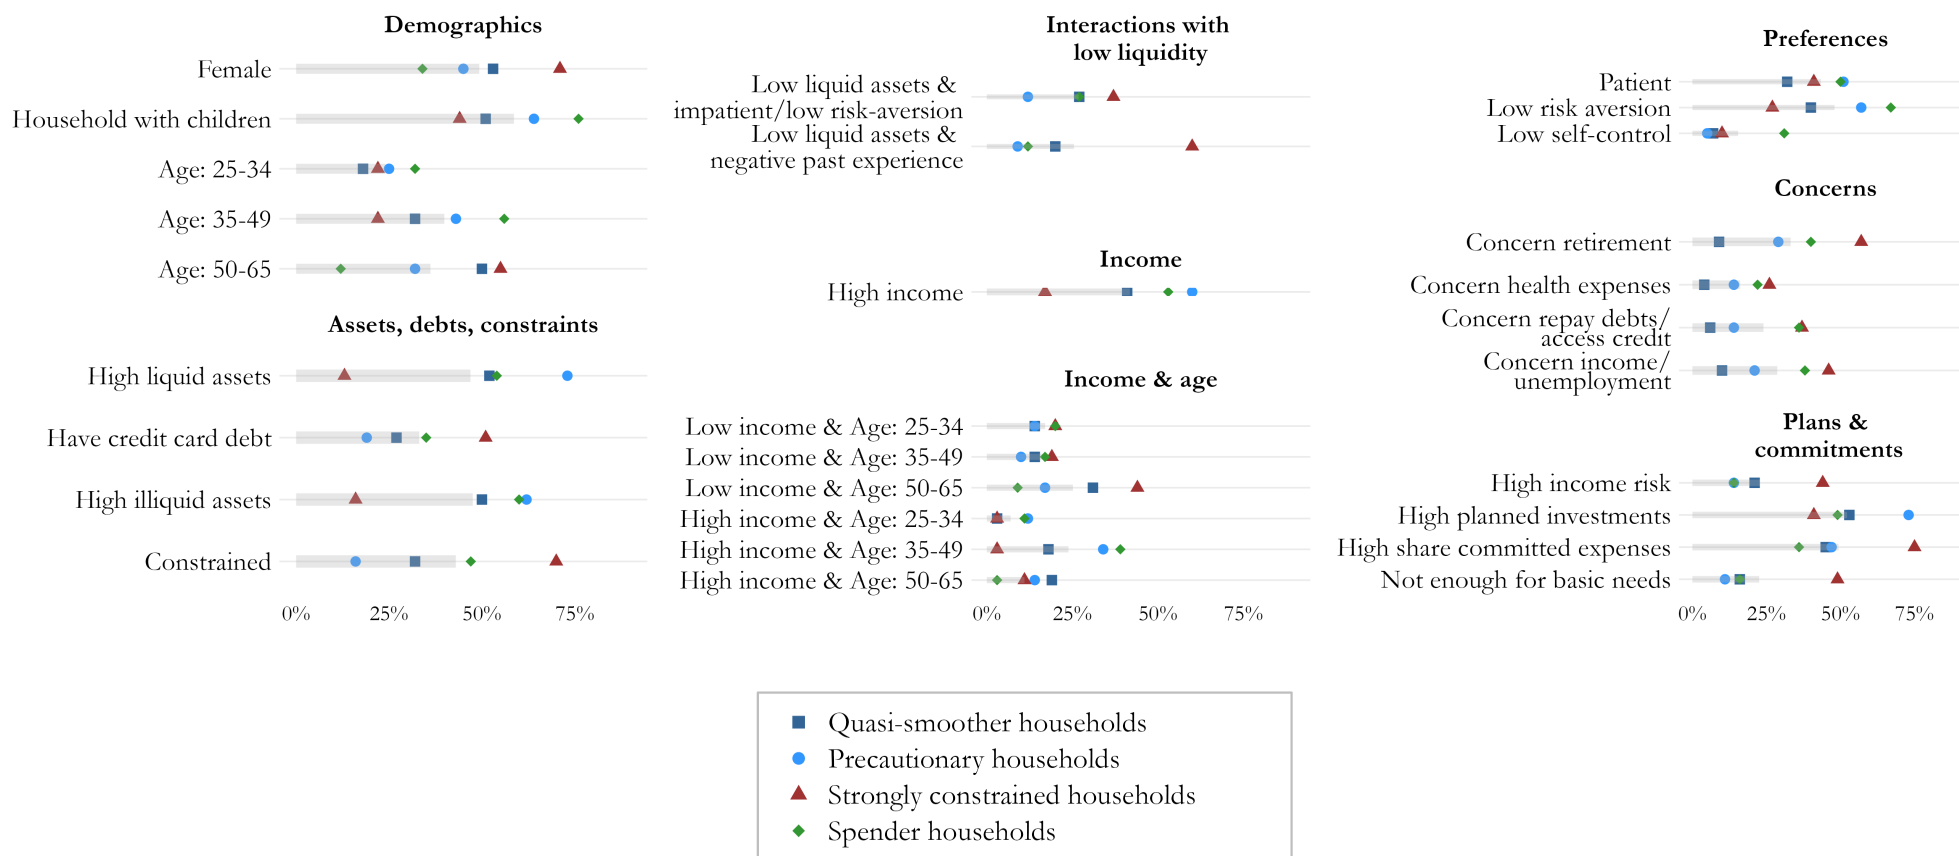 Demographics
Female
Household with children
Age: 25-34
Age: 35-49
Age: 50-65
Assets, debts, constraints
High liquid assets
Have credit card debt
High illiquid assets
Constrained
0% 25% 50% 75%
Interactions with
low liquidity
Low liquid assets &
impatient/low risk-aversion
Low liquid assets &
negative past experience
Income
High income
Income & age
Low income & Age: 25-34
Low income & Age: 35-49
Low income & Age: 50-65
High income & Age: 25-34
High income & Age: 35-49
High income & Age: 50-65
0% 25% 50% 75%
Preferences
Patient
Low risk aversion
Low self-control
Concerns
Concern retirement
Concern health expenses
Concern repay debts/
access credit
Concern income/
unemployment
Plans &
commitments
High income risk
High planned investments
High share committed expenses
Not enough for basic needs
0% 25% 50% 75%
Quasi-smoother households
Precautionary households
Strongly constrained households
Spender households